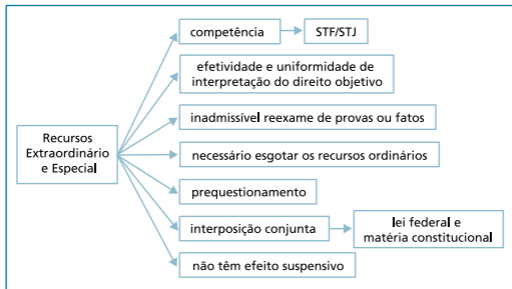 competência
STF/STJ
efetividade e uniformidade de
interpretação do direito objetivo
inadmissível reexame de provas ou fatos
Recursos
Extraordinário
e Especial
necessário esgotar os recursos ordinários
prequestionamento
interposição conjunta
lei federal e
matéria constitucional
não têm efeito suspensivo